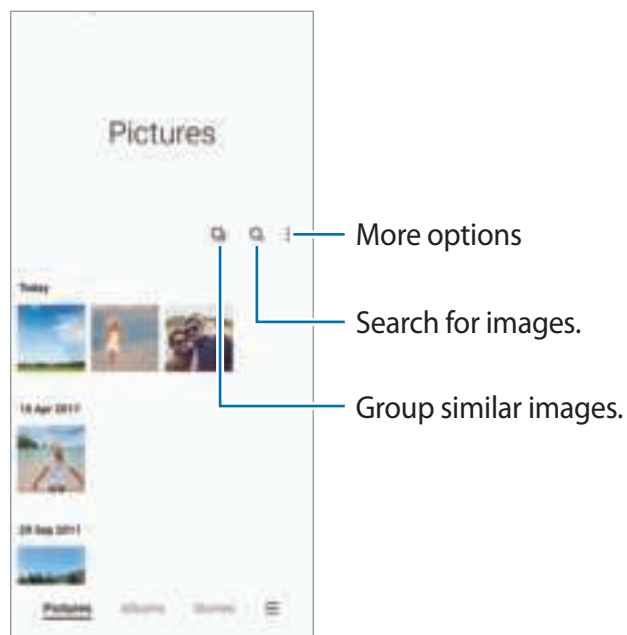 Pictures
More options
Today
Search for images.
Group similar images.
Pictures Albums Stories